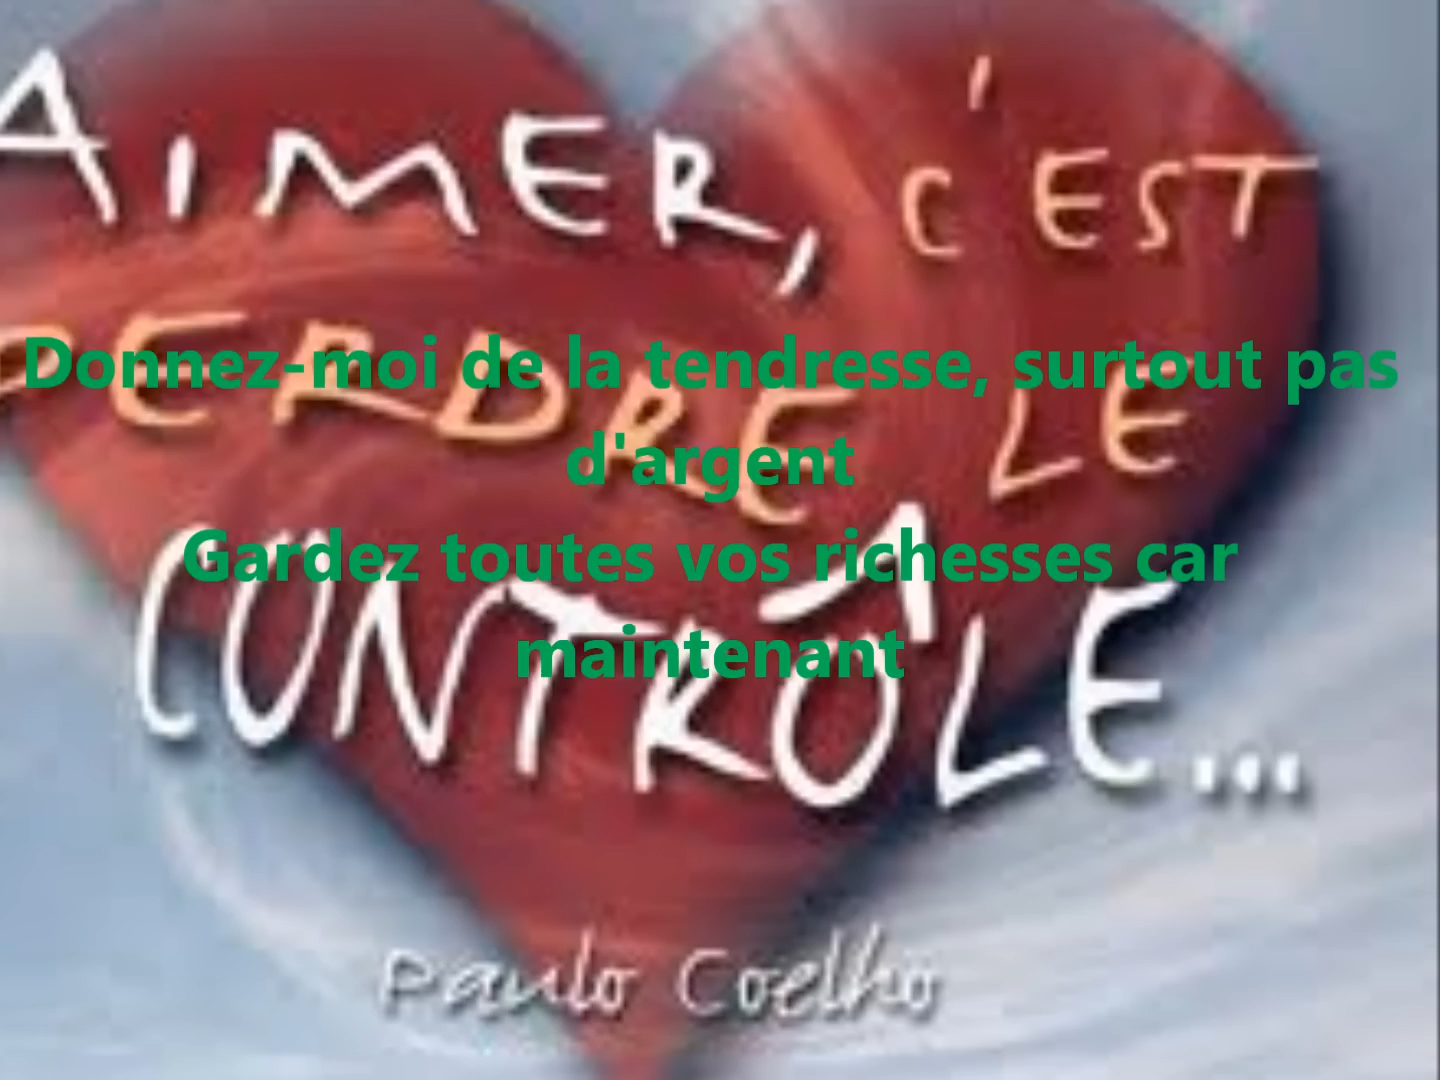 AIMER, C'EST
PERDRE LE
CONTRÔLE...
Paulo Coelho
Donnez-moi de la tendresse, surtout pas
d'argent
Gardez toutes vos richesses car
maintenant